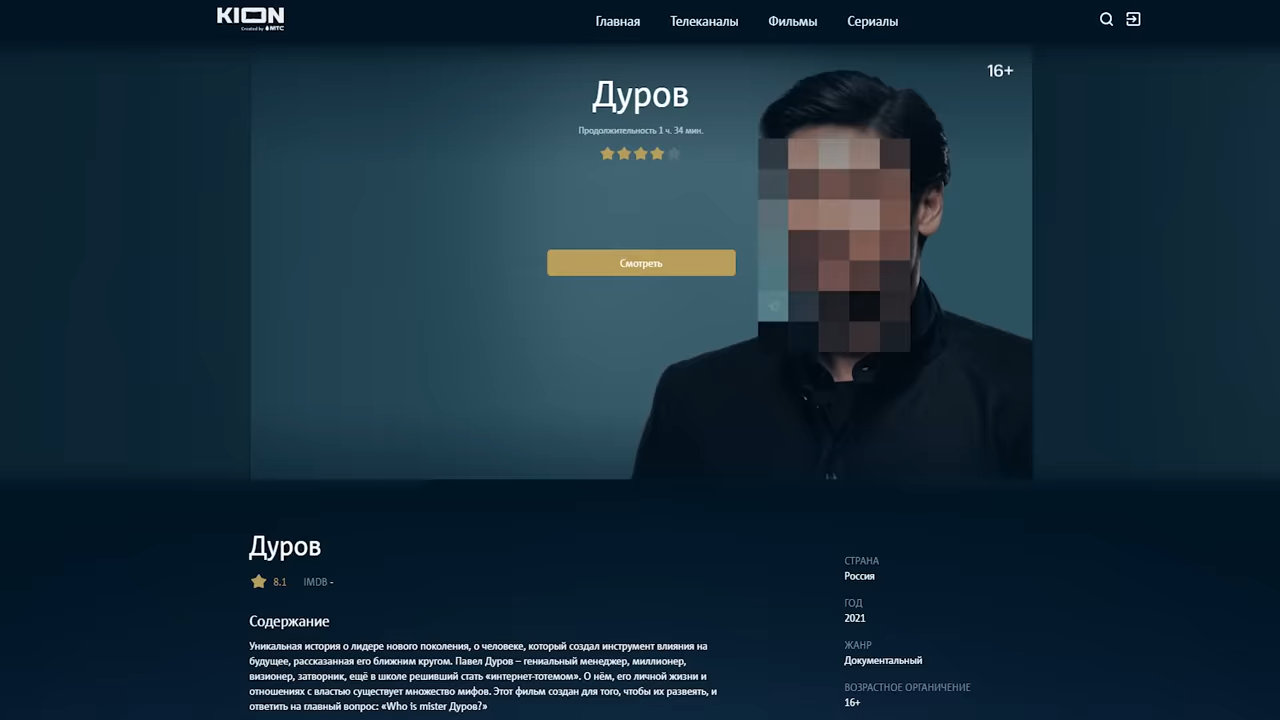 KION
Created by МТС
Главная Телеканалы Фильмы Сериалы
16+
Дуров
Продолжительность 1 ч. 34 мин.
Смотреть
Дуров
8.1 IMDB -
Содержание
Уникальная история о лидере нового поколения, о человеке, который создал инструмент влияния на
будущее, рассказанная его ближним кругом. Павел Дуров – гениальный менеджер, миллионер,
визионер, затворник, ещё в школе решивший стать «интернет-тотемом». О нём, его личной жизни и
отношениях с властью существует множество мифов. Этот фильм создан для того, чтобы их развеять, и
ответить на главный вопрос: «Who is mister Дуров?»
СТРАНА
Россия
ГОД
2021
ЖАНР
Документальный
ВОЗРАСТНОЕ ОРГАНИЧЕНИЕ
16+